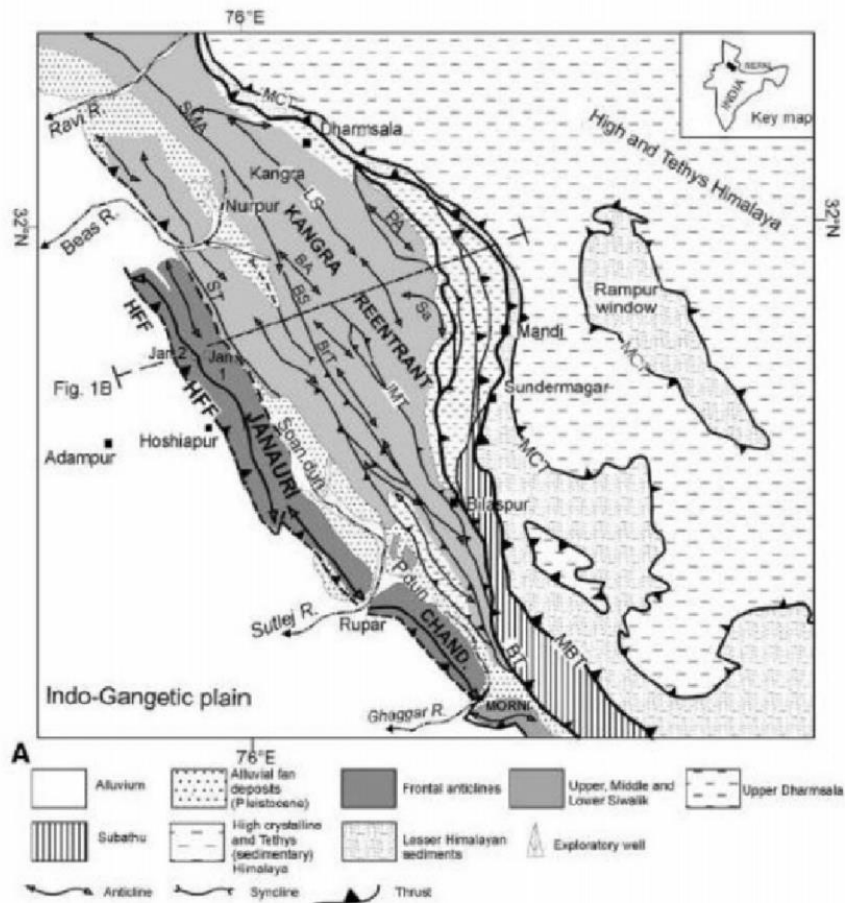 76°E
MCT
SMA
Ravi R.
Dharmsala
NEPAL
INDIA
Key map
High and Tethys Himalaya
Kangra
LS
Nurpur
KANGRA
PA
32°N
32°N
Beas R.
BA
BS
ST
REENTRANT
Sa
Rampur
window
MCT
HFF
Jan 2
Jan
1
BrT
JMT
Mandi
Sundernagar
Fig. 1B
HFF
JANAURI
Soan dun
Hoshiapur
Adampur
MCT
Bilaspur
P dun
Sutlej R.
Rupar
CHAND.
BT
MBT
Indo-Gangetic plain
Ghaggar R.
MORNI
A
76°E
Alluvium
Alluvial fan
deposits
(Pleistocene)
Frontal anticlines
Upper, Middle and
Lower Siwalik
Upper Dharmsala
Subathu
High crystalline
and Tethys
(sedimentary)
Himalaya
Lesser Himalayan
sediments
Exploratory well
Anticline
Syncline
Thrust